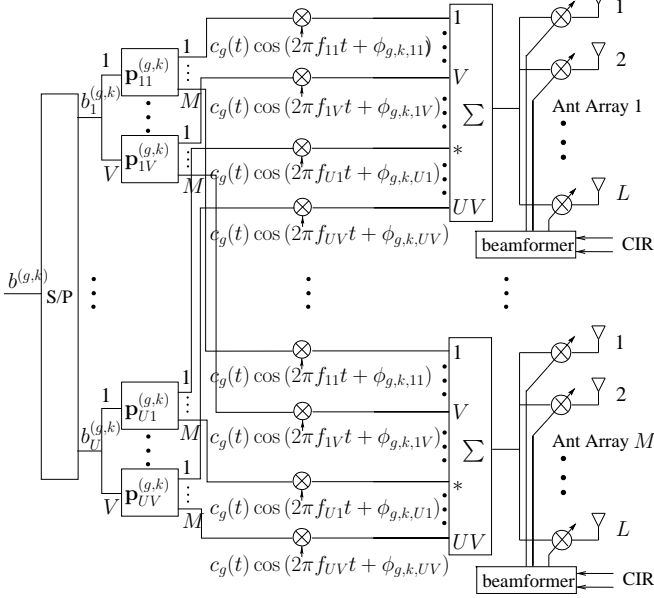 b^{(g,k)}
S/P
b_1^{(g,k)}
1
V
p_{11}^{(g,k)}
1
M
p_{1V}^{(g,k)}
1
M
b_U^{(g,k)}
1
V
p_{U1}^{(g,k)}
1
M
p_{UV}^{(g,k)}
1
M
c_g(t) cos (2πf_{11}t + ϕ_{g,k,11})
c_g(t) cos (2πf_{1V}t + ϕ_{g,k,1V})
c_g(t) cos (2πf_{U1}t + ϕ_{g,k,U1})
c_g(t) cos (2πf_{UV}t + ϕ_{g,k,UV})
1
V
∑
*
UV
1
2
Ant Array 1
L
beamformer
CIR
c_g(t) cos (2πf_{11}t + ϕ_{g,k,11})
c_g(t) cos (2πf_{1V}t + ϕ_{g,k,1V})
c_g(t) cos (2πf_{U1}t + ϕ_{g,k,U1})
c_g(t) cos (2πf_{UV}t + ϕ_{g,k,UV})
1
V
∑
*
UV
1
2
Ant Array M
L
beamformer
CIR